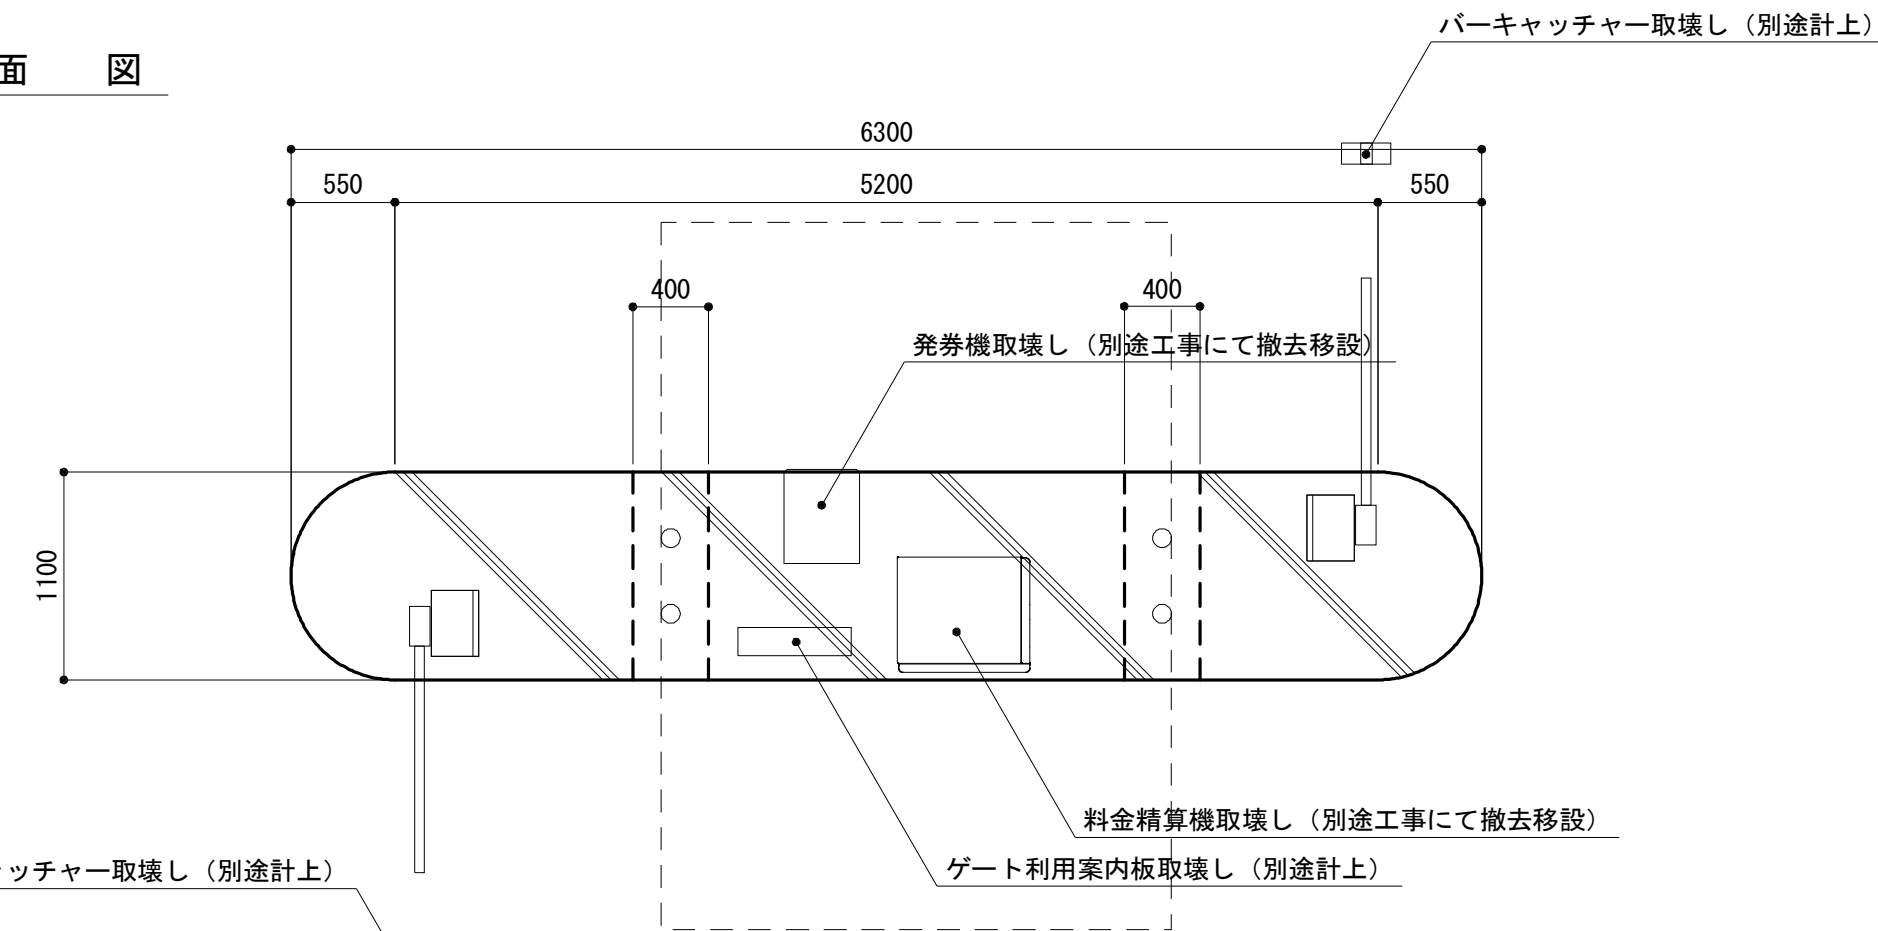 バーキャッチャー取壊し（別途計上）
面　図
6300
550
5200
550
400
400
発券機取壊し（別途工事にて撤去移設）
1100
料金精算機取壊し（別途工事にて撤去移設）
ゲート利用案内板取壊し（別途計上）
ッチャー取壊し（別途計上）